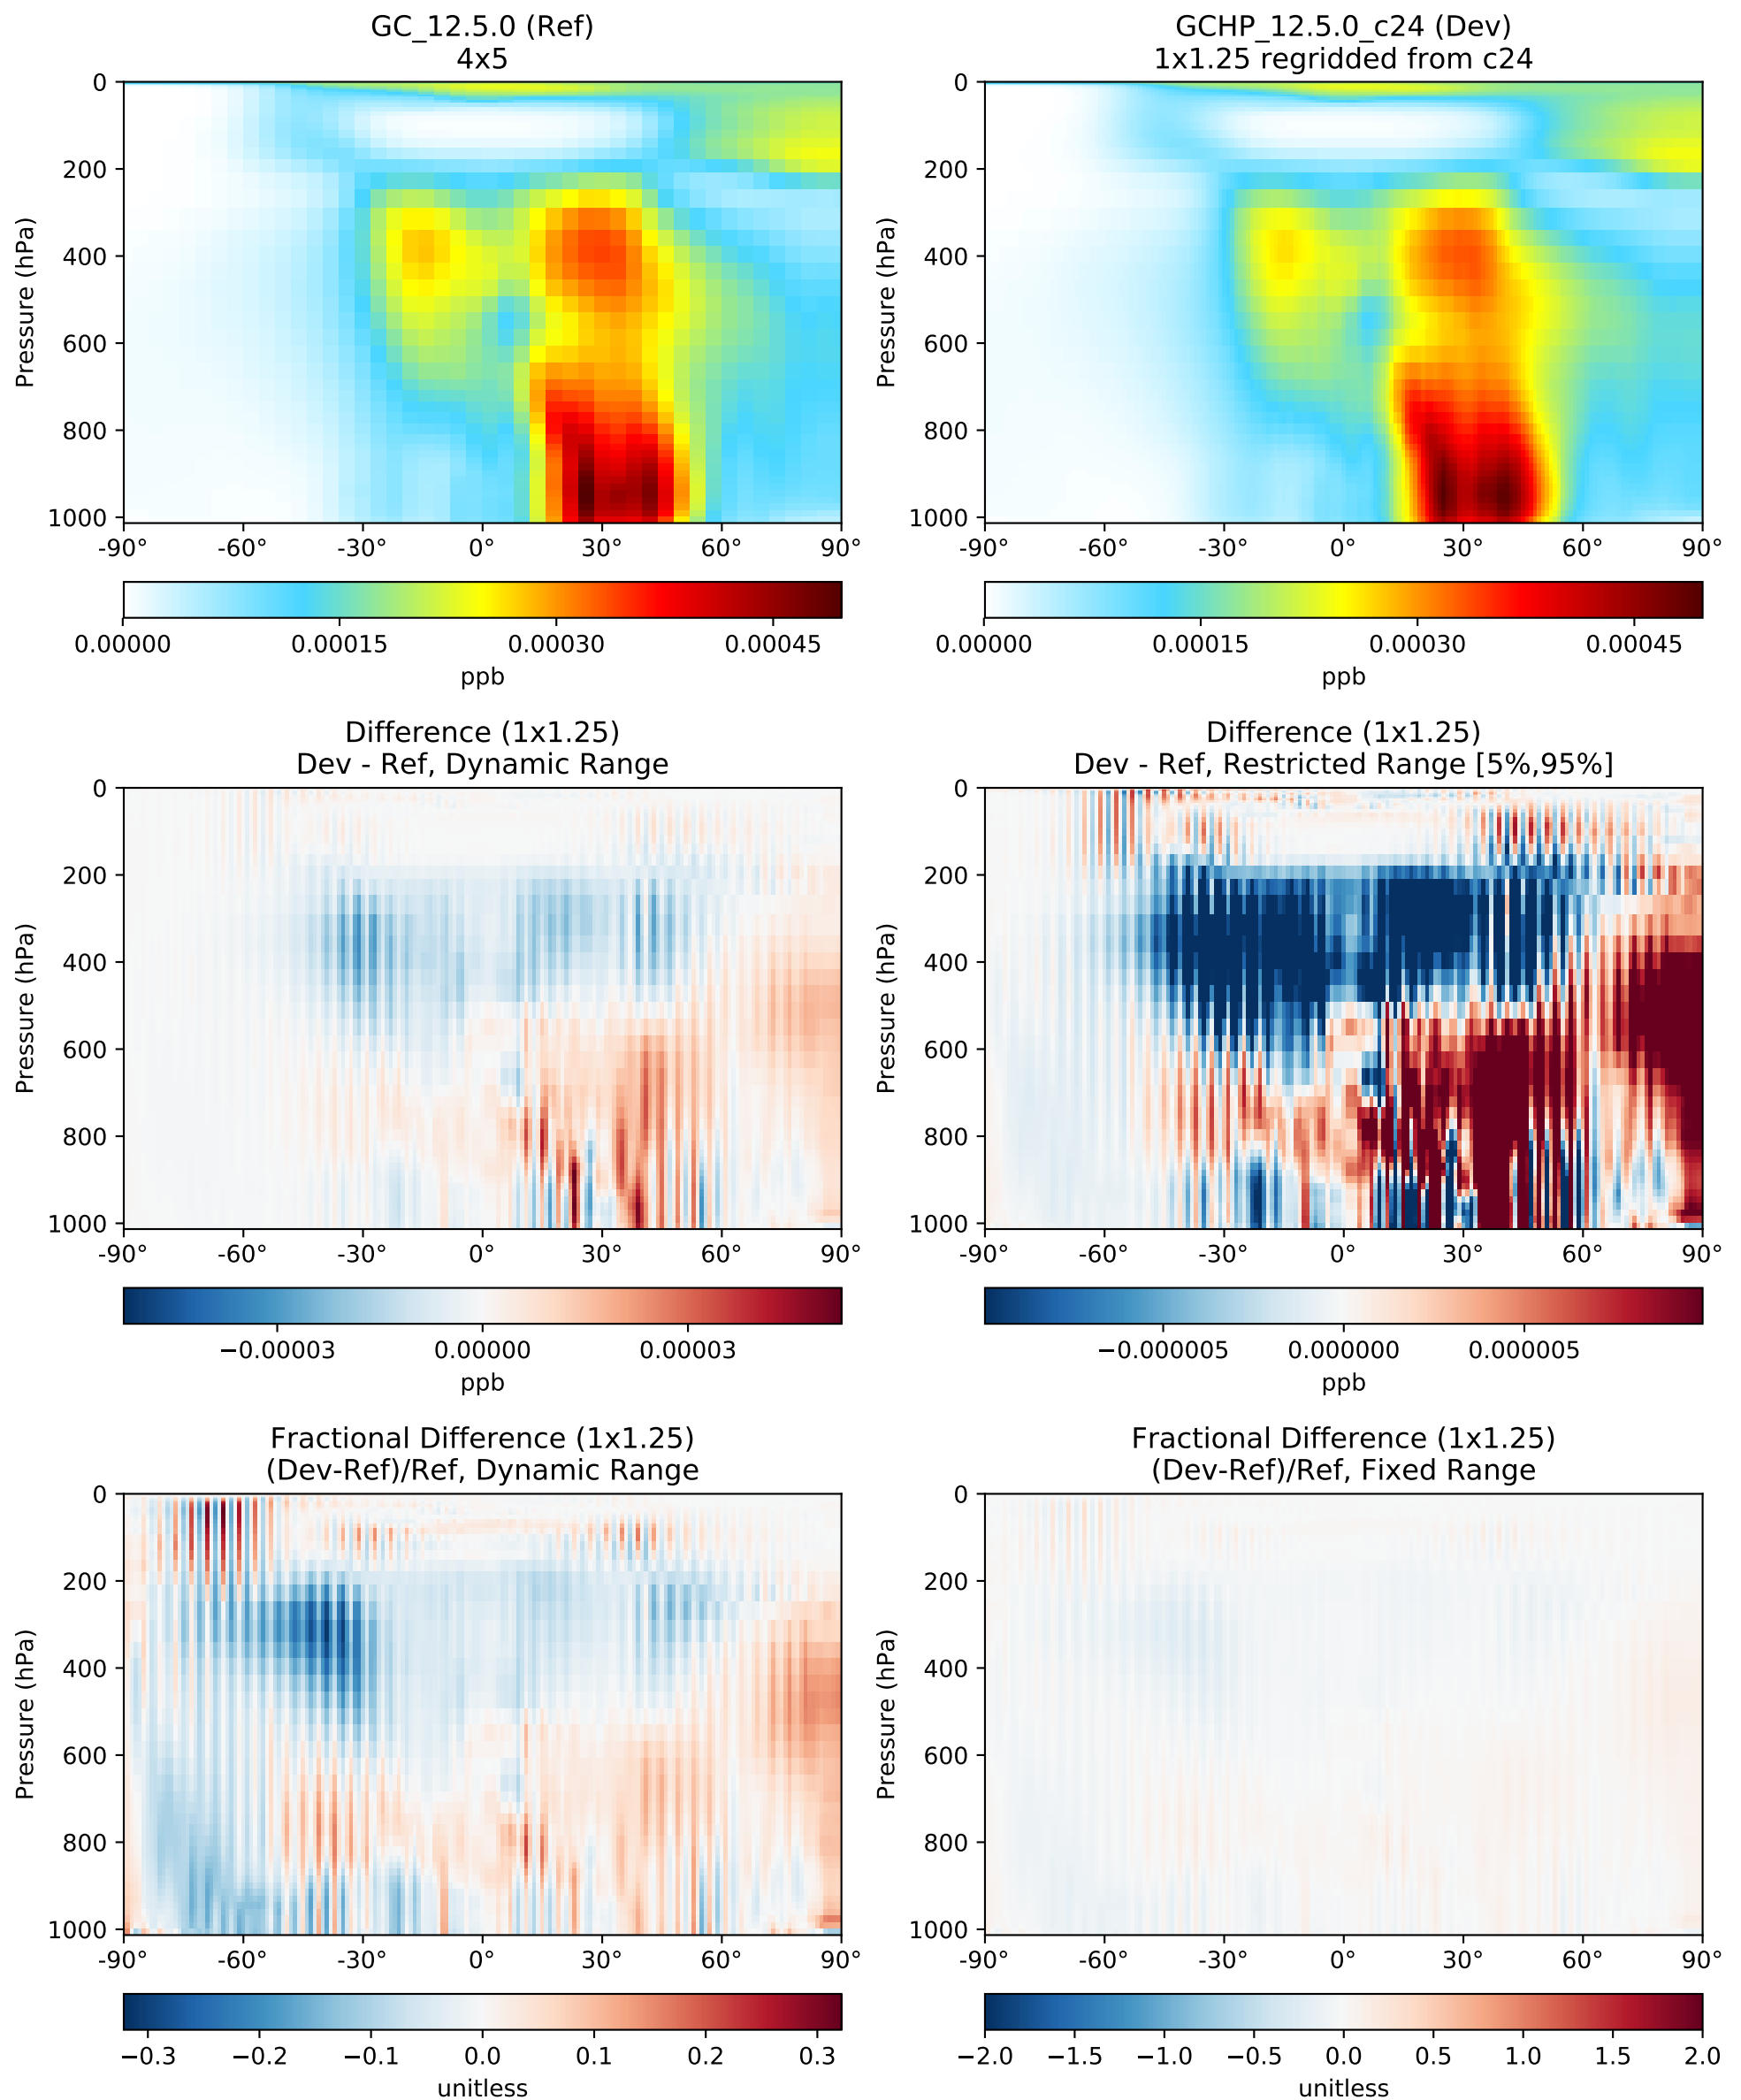 GC_12.5.0 (Ref)
4x5
0
200
400
600
800
1000
Pressure (hPa)
-90° -60° -30° 0° 30° 60° 90°
0.00000 0.00015 0.00030 0.00045
ppb
GCHP_12.5.0_c24 (Dev)
1x1.25 regridded from c24
0
200
400
600
800
1000
Pressure (hPa)
-90° -60° -30° 0° 30° 60° 90°
0.00000 0.00015 0.00030 0.00045
ppb
Difference (1x1.25)
Dev - Ref, Dynamic Range
0
200
400
600
800
1000
Pressure (hPa)
-90° -60° -30° 0° 30° 60° 90°
−0.00003 0.00000 0.00003
ppb
Difference (1x1.25)
Dev - Ref, Restricted Range [5%,95%]
0
200
400
600
800
1000
Pressure (hPa)
-90° -60° -30° 0° 30° 60° 90°
−0.000005 0.000000 0.000005
ppb
Fractional Difference (1x1.25)
(Dev-Ref)/Ref, Dynamic Range
0
200
400
600
800
1000
Pressure (hPa)
-90° -60° -30° 0° 30° 60° 90°
−0.3 −0.2 −0.1 0.0 0.1 0.2 0.3
unitless
Fractional Difference (1x1.25)
(Dev-Ref)/Ref, Fixed Range
0
200
400
600
800
1000
Pressure (hPa)
-90° -60° -30° 0° 30° 60° 90°
−2.0 −1.5 −1.0 −0.5 0.0 0.5 1.0 1.5 2.0
unitless